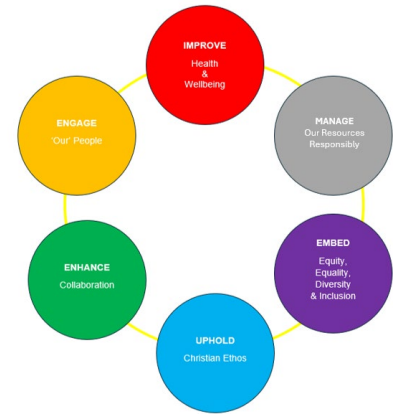 IMPROVE
Health
&
Wellbeing
MANAGE
Our Resources
Responsibly
EMBED
Equity,
Equality,
Diversity
& Inclusion
UPHOLD
Christian Ethos
ENHANCE
Collaboration
ENGAGE
'Our' People